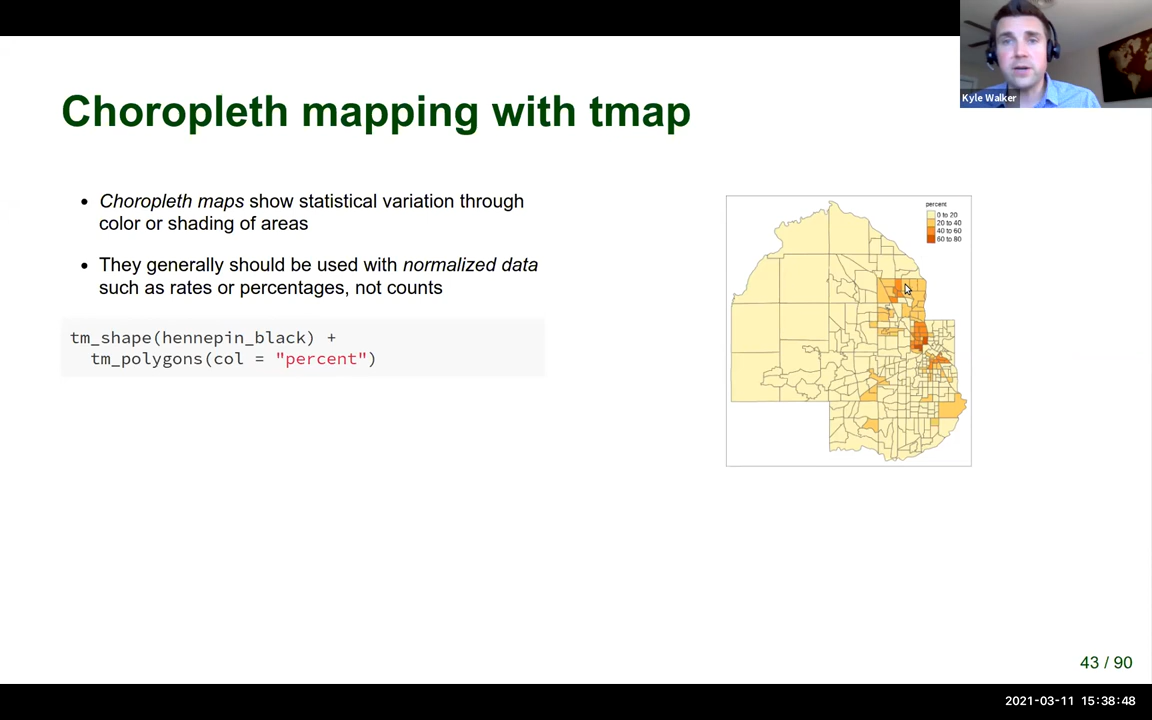 Kyle Walker
Choropleth mapping with tmap
• Choropleth maps show statistical variation through
color or shading of areas
• They generally should be used with normalized data
such as rates or percentages, not counts
tm_shape(hennepin_black) +
tm_polygons(col = "percent")
percent
0 to 20
20 to 40
40 to 60
60 to 80
43 / 90
2021-03-11 15:38:48